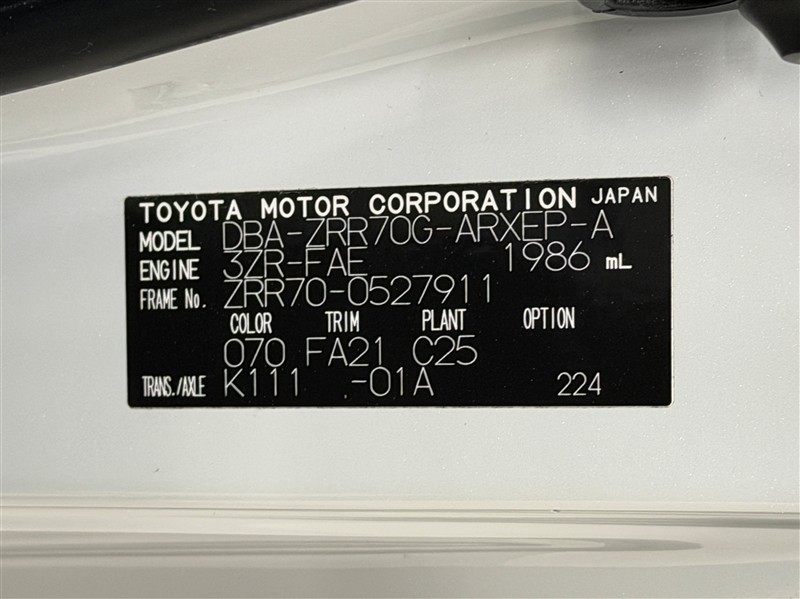 TOYOTA MOTOR CORPORATION JAPAN
MODEL DBA-ZRR70G-ARXEP-A
ENGINE 3ZR-FAE 1986 mL
FRAME No. ZRR70-0527911
COLOR TRIM PLANT OPTION
070 FA21 C25
TRANS./AXLE K111 -01A 224